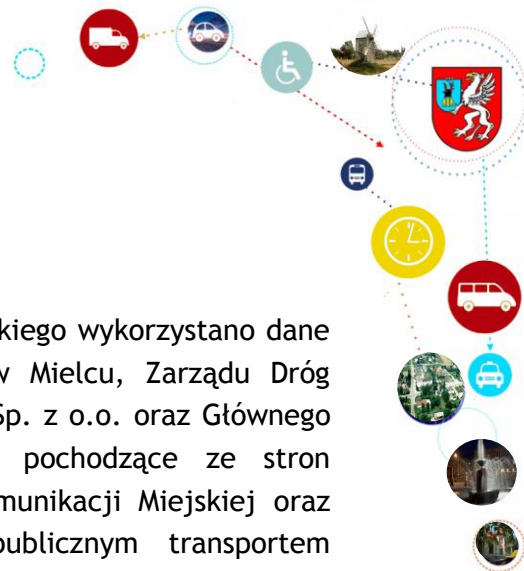 kiego wykorzystano dane
w Mielcu, Zarządu Dróg
Sp. z o.o. oraz Głównego
pochodzące ze stron
munikacji Miejskiej oraz
publicznym transportem